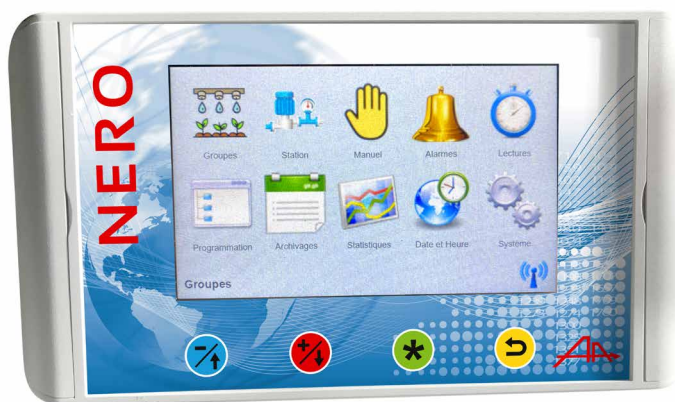 NERO
Groupes Station Manuel Alarmes Lectures
Programmation Archivages Statistiques Date et Heure Système
Groupes